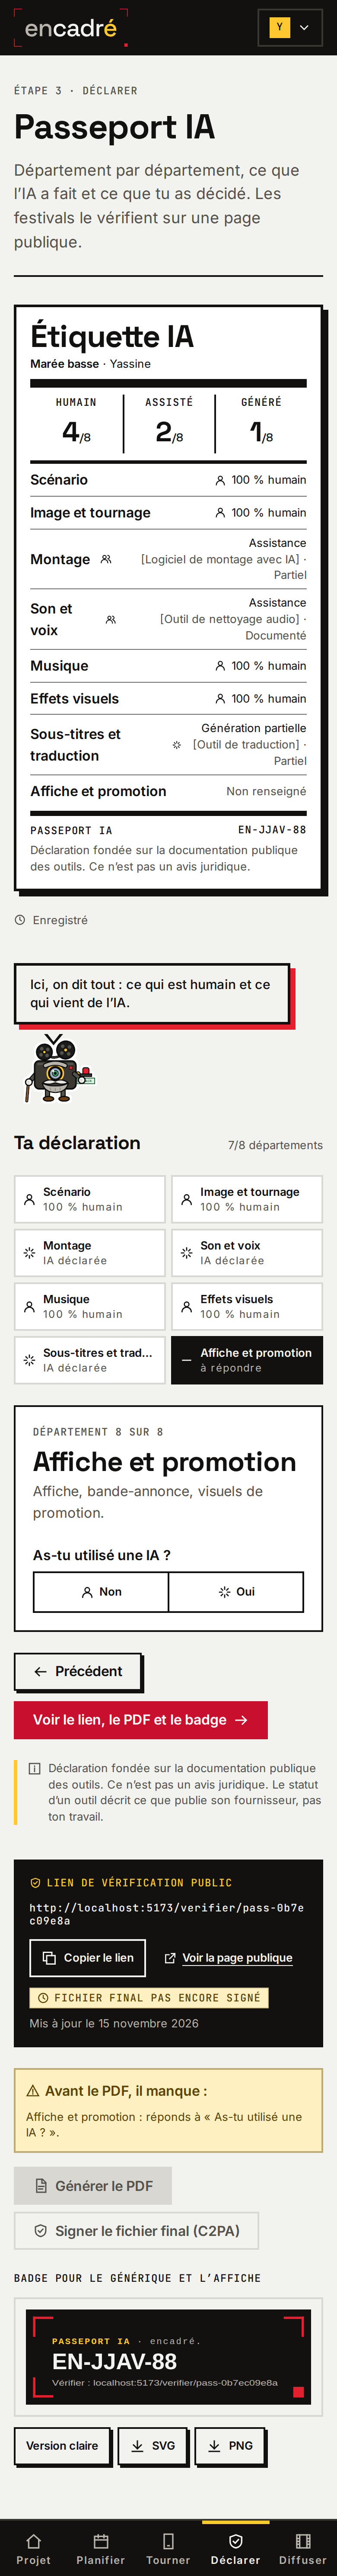 encadré
Y
ÉTAPE 3 · DÉCLARER
Passeport IA
Département par département, ce que
l’IA a fait et ce que tu as décidé. Les
festivals le vérifient sur une page
publique.
Étiquette IA
Marée basse · Yassine
HUMAIN
ASSISTÉ
GÉNÉRÉ
4/8
2/8
1/8
Scénario
100 % humain
Image et tournage
100 % humain
Montage
Assistance
[Logiciel de montage avec IA] ·
Partiel
Son et
voix
Assistance
[Outil de nettoyage audio] ·
Documenté
Musique
100 % humain
Effets visuels
100 % humain
Sous-titres et
traduction
Génération partielle
[Outil de traduction] ·
Partiel
Affiche et promotion
Non renseigné
PASSEPORT IA
EN-JJAV-88
Déclaration fondée sur la documentation publique
des outils. Ce n’est pas un avis juridique.
Enregistré
Ici, on dit tout : ce qui est humain et ce
qui vient de l’IA.
Ta déclaration
7/8 départements
Scénario
100 % humain
Image et tournage
100 % humain
Montage
IA déclarée
Son et voix
IA déclarée
Musique
100 % humain
Effets visuels
100 % humain
Sous-titres et trad…
IA déclarée
Affiche et promotion
à répondre
DÉPARTEMENT 8 SUR 8
Affiche et promotion
Affiche, bande-annonce, visuels de
promotion.
As-tu utilisé une IA ?
Non
Oui
← Précédent
Voir le lien, le PDF et le badge →
Déclaration fondée sur la documentation publique
des outils. Ce n’est pas un avis juridique. Le statut
d’un outil décrit ce que publie son fournisseur, pas
ton travail.
LIEN DE VÉRIFICATION PUBLIC
http://localhost:5173/verifier/pass-0b7e
c09e8a
Copier le lien
Voir la page publique
FICHIER FINAL PAS ENCORE SIGNÉ
Mis à jour le 15 novembre 2026
Avant le PDF, il manque :
Affiche et promotion : réponds à « As-tu utilisé une
IA ? ».
Générer le PDF
Signer le fichier final (C2PA)
BADGE POUR LE GÉNÉRIQUE ET L’AFFICHE
PASSEPORT IA · encadré.
EN-JJAV-88
Vérifier : localhost:5173/verifier/pass-0b7ec09e8a
Version claire
SVG
PNG
Projet
Planifier
Tourner
Déclarer
Diffuser